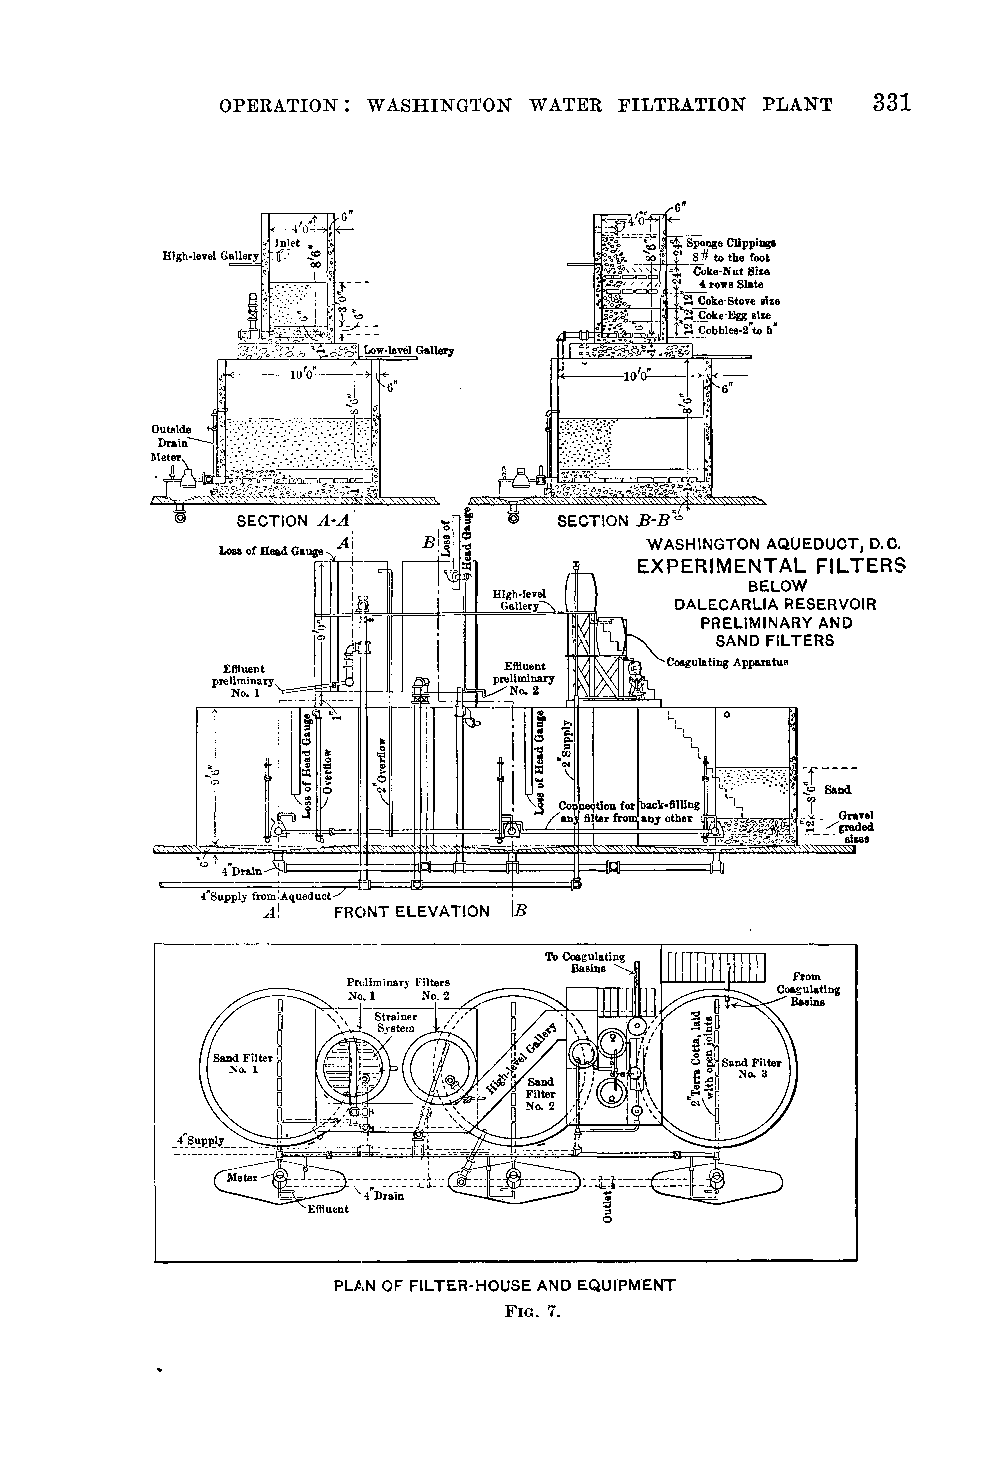 OPERATION: WASHINGTON WATER FILTRATION PLANT 331
4'0"
6"
Inlet
High-level Gallery
8'6"
3'0"
6"
6"
1"
Low-level Gallery
10'0"
6"
8'6"
Outside
Drain
Meter
SECTION A-A
4'0"
6"
8'6"
24"
Sponge Clippings
8 # to the foot
24"
Coke-Nut Size
4 rows Slate
12" Coke-Stove size
12" Coke-Egg size
12" Cobbles-2" to 5"
10'0"
6"
8'6"
6"
SECTION B-B
WASHINGTON AQUEDUCT, D.C.
EXPERIMENTAL FILTERS
BELOW
DALECARLIA RESERVOIR
PRELIMINARY AND
SAND FILTERS
Loss of Head Gauge
A
B
Loss of
Head Gauge
High-level
Gallery
9'0"
Effluent
preliminary
No. 1
Effluent
preliminary
No. 2
Coagulating Apparatus
1"
9'6"
Loss of Head Gauge
Overflow
2" Overflow
Loss of Head Gauge
2" Supply
Connection for back-filling
any filter from any other
8'6"
Sand
12"
Gravel
graded
sizes
6"
4" Drain
4" Supply from Aqueduct
A
FRONT ELEVATION
B
To Coagulating
Basins
From
Coagulating
Basins
Preliminary Filters
No. 1 No. 2
Strainer
System
Sand Filter
No. 1
High-level Gallery
Sand
Filter
No. 2
2" Terra Cotta, laid
with open joints
Sand Filter
No. 3
4" Supply
Meter
4" Drain
Effluent
Outlet
PLAN OF FILTER-HOUSE AND EQUIPMENT
FIG. 7.